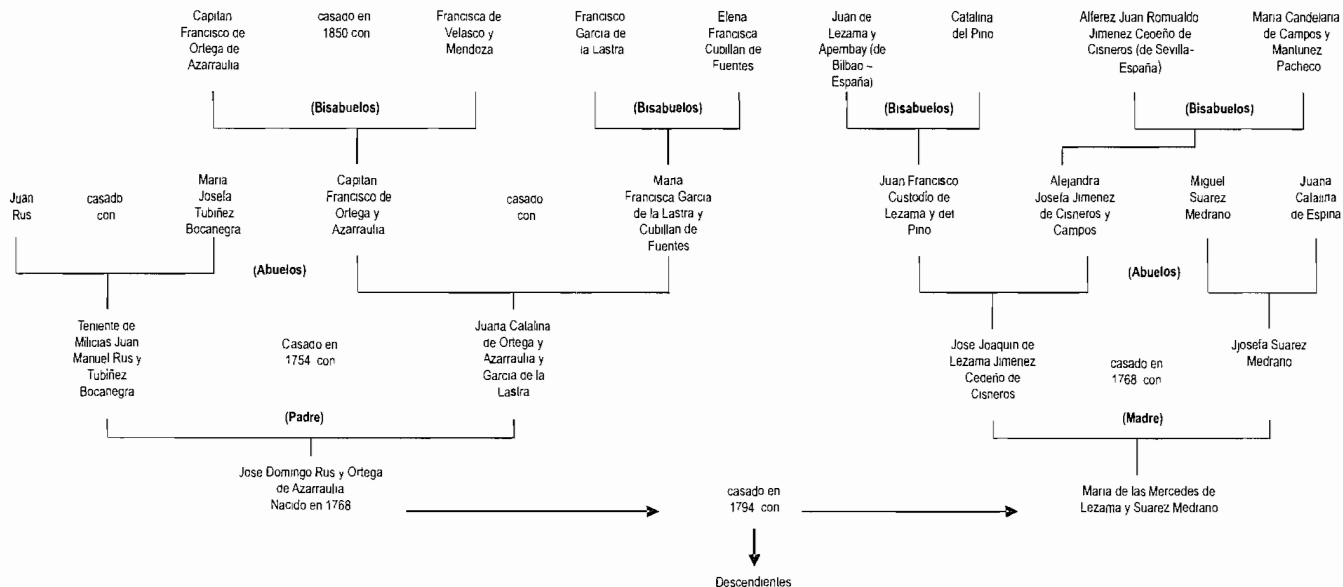 Capitan
Francisco de
Ortega de
Azarraulia
casado en
1850 con
Francisca de
Velasco y
Mendoza
Francisco
Garcia de
la Lastra
Elena
Francisca
Cubillan de
Fuentes
Juan de
Lezama y
Apembay (de
Bilbao –
España)
Catalina
del Pino
Alferez Juan Romualdo
Jimenez Cedeño de
Cisneros (de Sevilla-
España)
Maria Candelaria
de Campos y
Mantunez
Pacheco
(Bisabuelos)
(Bisabuelos)
(Bisabuelos)
(Bisabuelos)
Juan
Rus
casado
con
Maria
Josefa
Tubiñez
Bocanegra
Capitan
Francisco de
Ortega y
Azarraulia
casado
con
Maria
Francisca Garcia
de la Lastra y
Cubillan de
Fuentes
Juan Francisco
Custodio de
Lezama y del
Pino
Alejandra
Josefa Jimenez
de Cisneros y
Campos
Miguel
Suarez
Medrano
Juana
Catalina
de Espina
(Abuelos)
(Abuelos)
Teniente de
Milicias Juan
Manuel Rus y
Tubiñez
Bocanegra
Casado en
1754 con
Juana Catalina
de Ortega y
Azarraulia y
Garcia de la
Lastra
Jose Joaquin de
Lezama Jimenez
Cedeño de
Cisneros
casado en
1768 con
Jjosefa Suarez
Medrano
(Padre)
(Madre)
Jose Domingo Rus y Ortega
de Azarraulia
Nacido en 1768
casado en
1794 con
Maria de las Mercedes de
Lezama y Suarez Medrano
Descendientes